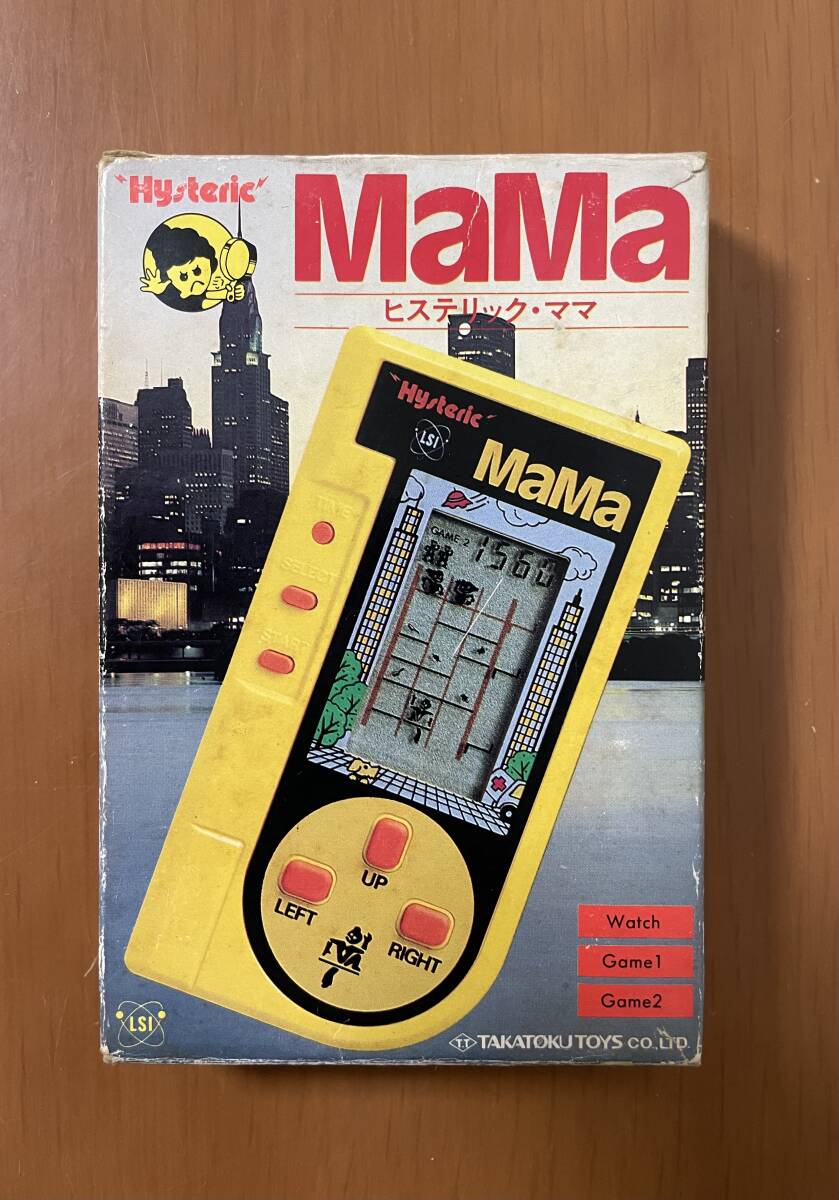 "Hysteric"
MaMa
ヒステリック・ママ
"Hysteric"
LSI
MaMa
TIME
SELECT
START
GAME-2 1560
UP
LEFT
RIGHT
Watch
Game1
Game2
LSI
T.T TAKATOKU TOYS CO.,LTD.